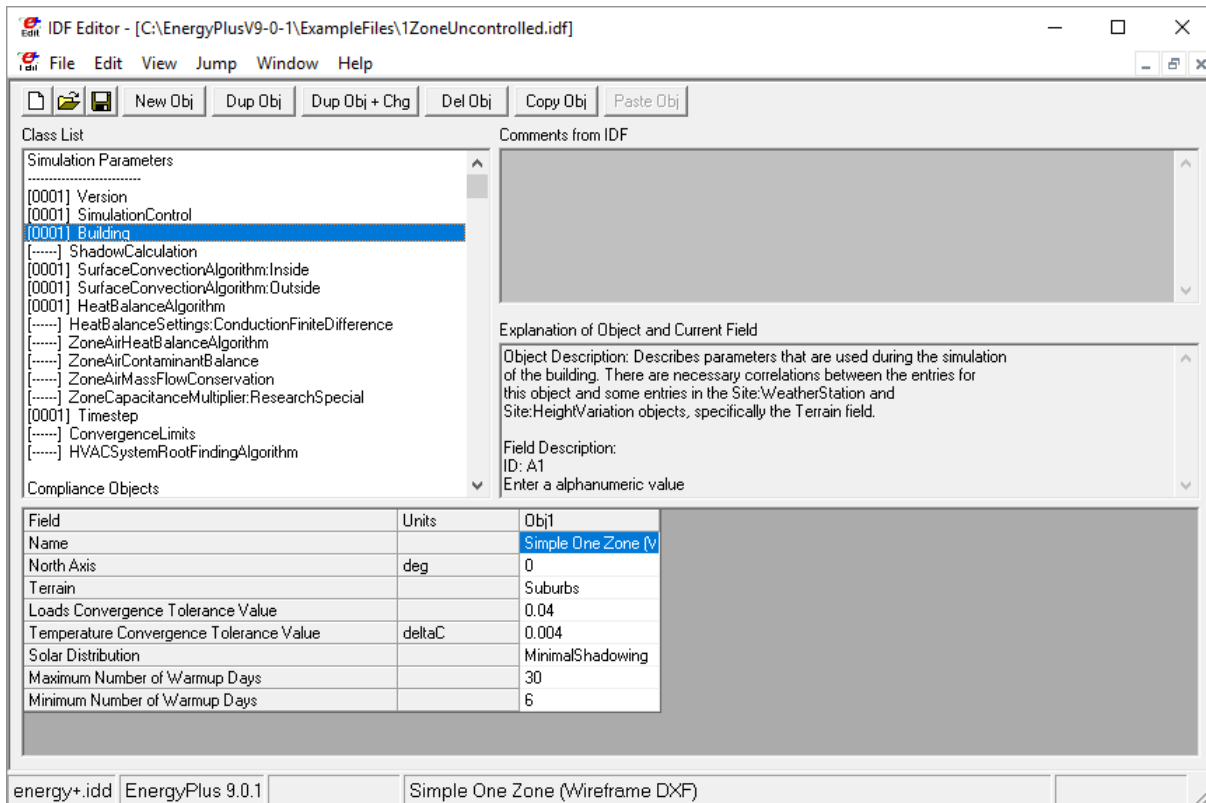 IDF Editor - [C:\EnergyPlusV9-0-1\ExampleFiles\1ZoneUncontrolled.idf]
File Edit View Jump Window Help
New Obj Dup Obj Dup Obj + Chg Del Obj Copy Obj Paste Obj
Class List
Simulation Parameters
--------------------------
[0001] Version
[0001] SimulationControl
[0001] Building
[------] ShadowCalculation
[0001] SurfaceConvectionAlgorithm:Inside
[0001] SurfaceConvectionAlgorithm:Outside
[0001] HeatBalanceAlgorithm
[------] HeatBalanceSettings:ConductionFiniteDifference
[------] ZoneAirHeatBalanceAlgorithm
[------] ZoneAirContaminantBalance
[------] ZoneAirMassFlowConservation
[------] ZoneCapacitanceMultiplier:ResearchSpecial
[0001] Timestep
[------] ConvergenceLimits
[------] HVACSystemRootFindingAlgorithm
Compliance Objects
Comments from IDF
Explanation of Object and Current Field
Object Description: Describes parameters that are used during the simulation
of the building. There are necessary correlations between the entries for
this object and some entries in the Site:WeatherStation and
Site:HeightVariation objects, specifically the Terrain field.
Field Description:
ID: A1
Enter a alphanumeric value
Field Units Obj1
Name Simple One Zone (W
North Axis deg 0
Terrain Suburbs
Loads Convergence Tolerance Value 0.04
Temperature Convergence Tolerance Value deltaC 0.004
Solar Distribution MinimalShadowing
Maximum Number of Warmup Days 30
Minimum Number of Warmup Days 6
energy+.idd EnergyPlus 9.0.1 Simple One Zone (Wireframe DXF)